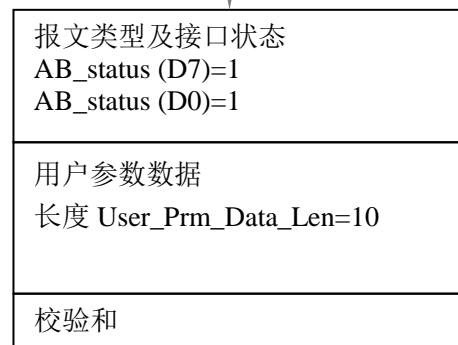 报文类型及接口状态
AB_status (D7)=1
AB_status (D0)=1
用户参数数据
长度 User_Prm_Data_Len=10
校验和